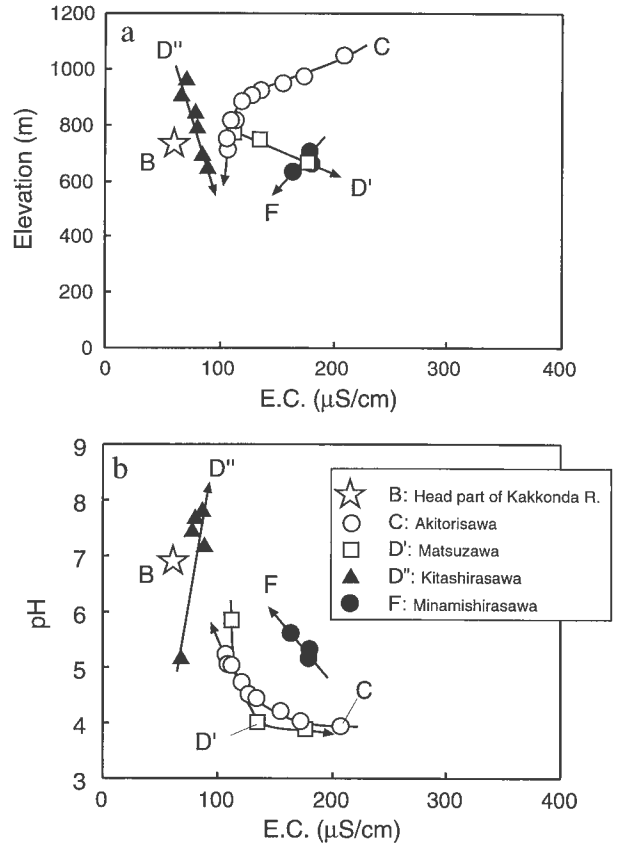 a
1200
1000
800
600
400
200
0
Elevation (m)
D"
C
B
D'
F
0
100
200
300
400
E.C. (μS/cm)
b
9
8
7
6
5
4
3
pH
D"
B
F
C
D'
B: Head part of Kakkonda R.
C: Akitorisawa
D': Matsuzawa
D": Kitashirasawa
F: Minamishirasawa
0
100
200
300
400
E.C. (μS/cm)